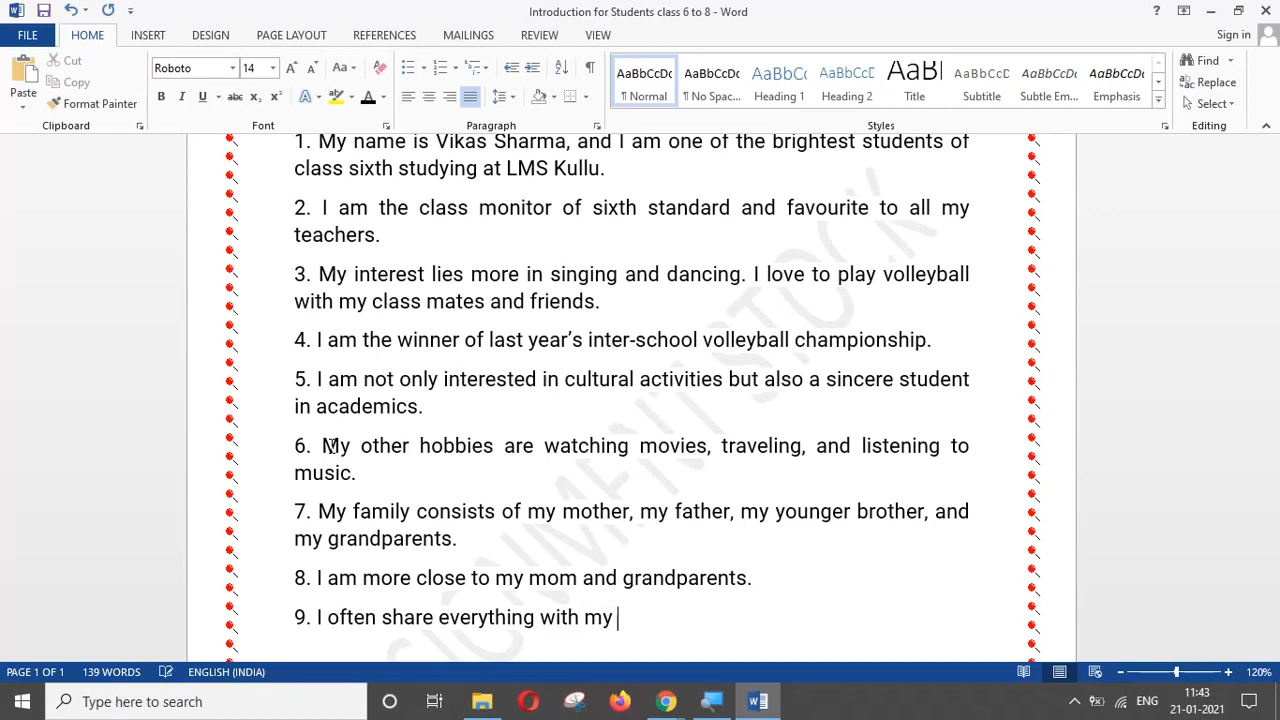 Introduction for Students class 6 to 8 - Word
FILE HOME INSERT DESIGN PAGE LAYOUT REFERENCES MAILINGS REVIEW VIEW Sign in
Cut
Copy
Paste
Format Painter
Roboto 14
AaBbCcDc AaBbCcDc AaBbCc AaBbCcD AaBl AaBbCcD AaBbCcDc AaBbCcDc
¶ Normal ¶ No Spac... Heading 1 Heading 2 Title Subtitle Subtle Em... Emphasis
Find
Replace
Select
Clipboard Font Paragraph Styles Editing
1. My name is Vikas Sharma, and I am one of the brightest students of
class sixth studying at LMS Kullu.
2. I am the class monitor of sixth standard and favourite to all my
teachers.
3. My interest lies more in singing and dancing. I love to play volleyball
with my class mates and friends.
4. I am the winner of last year’s inter-school volleyball championship.
5. I am not only interested in cultural activities but also a sincere student
in academics.
6. My other hobbies are watching movies, traveling, and listening to
music.
7. My family consists of my mother, my father, my younger brother, and
my grandparents.
8. I am more close to my mom and grandparents.
9. I often share everything with my
SIGNMENT STOCK
PAGE 1 OF 1 139 WORDS ENGLISH (INDIA) 120%
Type here to search
ENG
11:43
21-01-2021